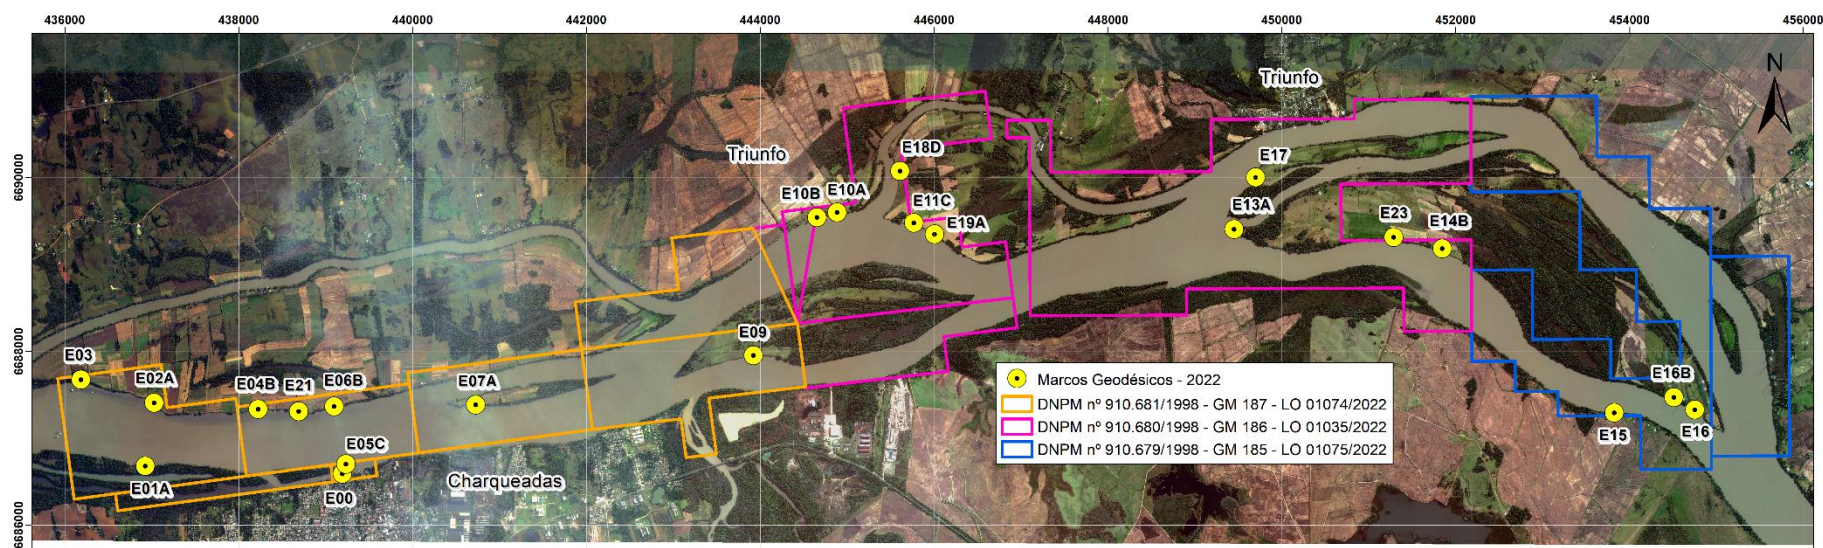 436000 438000 440000 442000 444000 446000 448000 450000 452000 454000 456000
N
Triunfo
Triunfo
6690000
E18D
E17
E10B E10A
E11C
E13A
E19A
E23
E14B
6688000
E03
E02A
E04B
E21
E06B
E07A
E09
E16B
E05C
E15
E16
E01A
E00
Charqueadas
6686000
Marcos Geodésicos - 2022
DNPM nº 910.681/1998 - GM 187 - LO 01074/2022
DNPM nº 910.680/1998 - GM 186 - LO 01035/2022
DNPM nº 910.679/1998 - GM 185 - LO 01075/2022